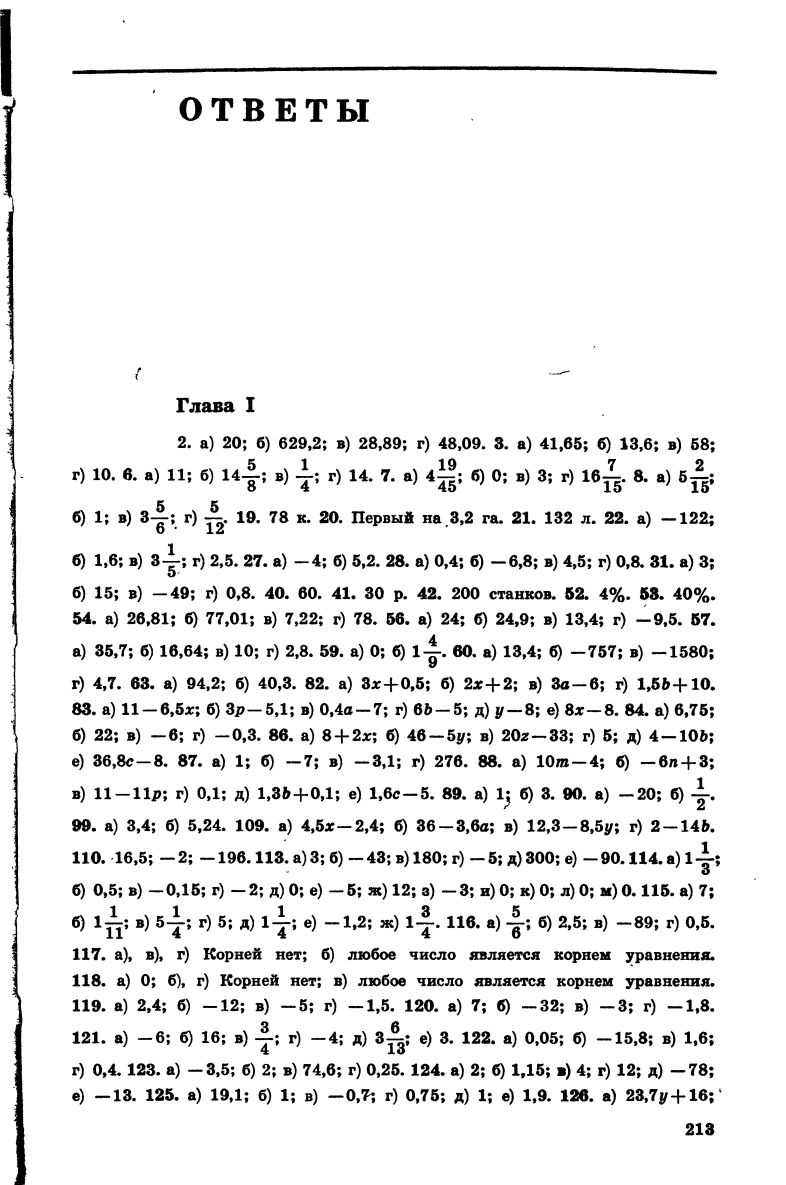 ОТВЕТЫ
Глава I
2. а) 20; б) 629,2; в) 28,89; г) 48,09. 3. а) 41,65; б) 13,6; в) 58;
г) 10. 6. а) 11; б) 14 5/8; в) 1/4; г) 14. 7. а) 4 19/45; б) 0; в) 3; г) 16 7/15. 8. а) 5 2/15;
б) 1; в) 3 5/6; г) 5/12. 19. 78 к. 20. Первый на 3,2 га. 21. 132 л. 22. а) —122;
б) 1,6; в) 3 1/5; г) 2,5. 27. а) —4; б) 5,2. 28. а) 0,4; б) —6,8; в) 4,5; г) 0,8. 31. а) 3;
б) 15; в) —49; г) 0,8. 40. 60. 41. 30 р. 42. 200 станков. 52. 4%. 53. 40%.
54. а) 26,81; б) 77,01; в) 7,22; г) 78. 56. а) 24; б) 24,9; в) 13,4; г) —9,5. 57.
а) 35,7; б) 16,64; в) 10; г) 2,8. 59. а) 0; б) 1 4/9. 60. а) 13,4; б) —757; в) —1580;
г) 4,7. 63. а) 94,2; б) 40,3. 82. а) 3x+0,5; б) 2x+2; в) 3a—6; г) 1,5b+10.
83. а) 11—6,5x; б) 3p—5,1; в) 0,4a—7; г) 6b—5; д) y—8; е) 8x—8. 84. а) 6,75;
б) 22; в) —6; г) —0,3. 86. а) 8+2x; б) 46—5y; в) 20z—33; г) 5; д) 4—10b;
е) 36,8c—8. 87. а) 1; б) —7; в) —3,1; г) 276. 88. а) 10m—4; б) —6n+3;
в) 11—11p; г) 0,1; д) 1,3b+0,1; е) 1,6c—5. 89. а) 1; б) 3. 90. а) —20; б) 1/2.
99. а) 3,4; б) 5,24. 109. а) 4,5x—2,4; б) 36—3,6a; в) 12,3—8,5y; г) 2—14b.
110. 16,5; —2; —196. 113. а) 3; б) —43; в) 180; г) —5; д) 300; е) —90. 114. а) 1 1/3;
б) 0,5; в) —0,15; г) —2; д) 0; е) —5; ж) 12; з) —3; и) 0; к) 0; л) 0; м) 0. 115. а) 7;
б) 1 1/11; в) 5 1/4; г) 5; д) 1 1/4; е) —1,2; ж) 1 3/4. 116. а) 5/6; б) 2,5; в) —89; г) 0,5.
117. а), в), г) Корней нет; б) любое число является корнем уравнения.
118. а) 0; б), г) Корней нет; в) любое число является корнем уравнения.
119. а) 2,4; б) —12; в) —5; г) —1,5. 120. а) 7; б) —32; в) —3; г) —1,8.
121. а) —6; б) 16; в) 3/4; г) —4; д) 3 6/13; е) 3. 122. а) 0,05; б) —15,8; в) 1,6;
г) 0,4. 123. а) —3,5; б) 2; в) 74,6; г) 0,25. 124. а) 2; б) 1,15; в) 4; г) 12; д) —78;
е) —13. 125. а) 19,1; б) 1; в) —0,7; г) 0,75; д) 1; е) 1,9. 126. а) 23,7y+16;
213